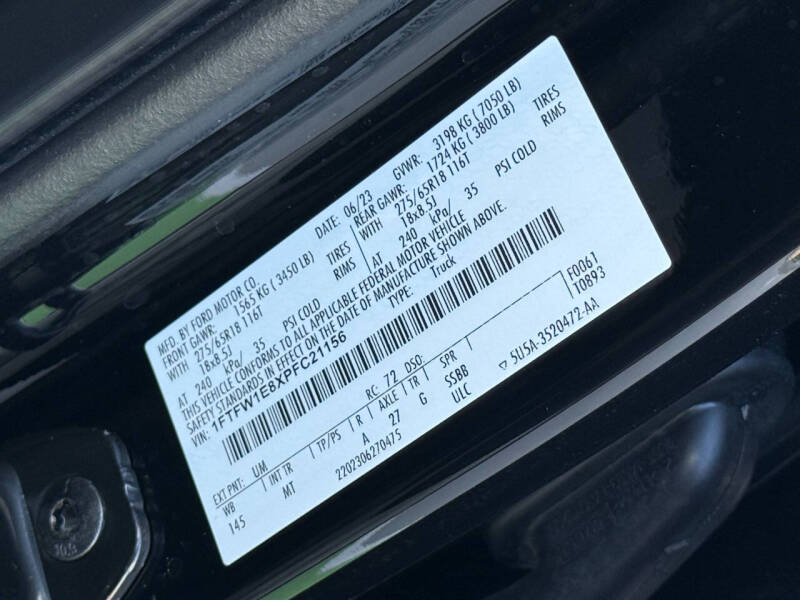 MFD. BY FORD MOTOR CO.
DATE: 06/23 GVWR: 3198 KG ( 7050 LB)
FRONT GAWR: 1565 KG ( 3450 LB) REAR GAWR: 1724 KG ( 3800 LB)
WITH 275/65R18 116T TIRES WITH 275/65R18 116T TIRES
18x8.5J RIMS 18x8.5J RIMS
AT 240 kPa/ 35 PSI COLD AT 240 kPa/ 35 PSI COLD
THIS VEHICLE CONFORMS TO ALL APPLICABLE FEDERAL MOTOR VEHICLE
SAFETY STANDARDS IN EFFECT ON THE DATE OF MANUFACTURE SHOWN ABOVE.
VIN: 1FTFW1E8XPFC21156 TYPE: Truck
F0061
T0893
EXT PNT: UM RC: 72 DSO:
WB INT TR TP/PS R AXLE TR SPR
145 MT A 27 G SSBB
2202306270475 ULC
5U5A-3520472-AA